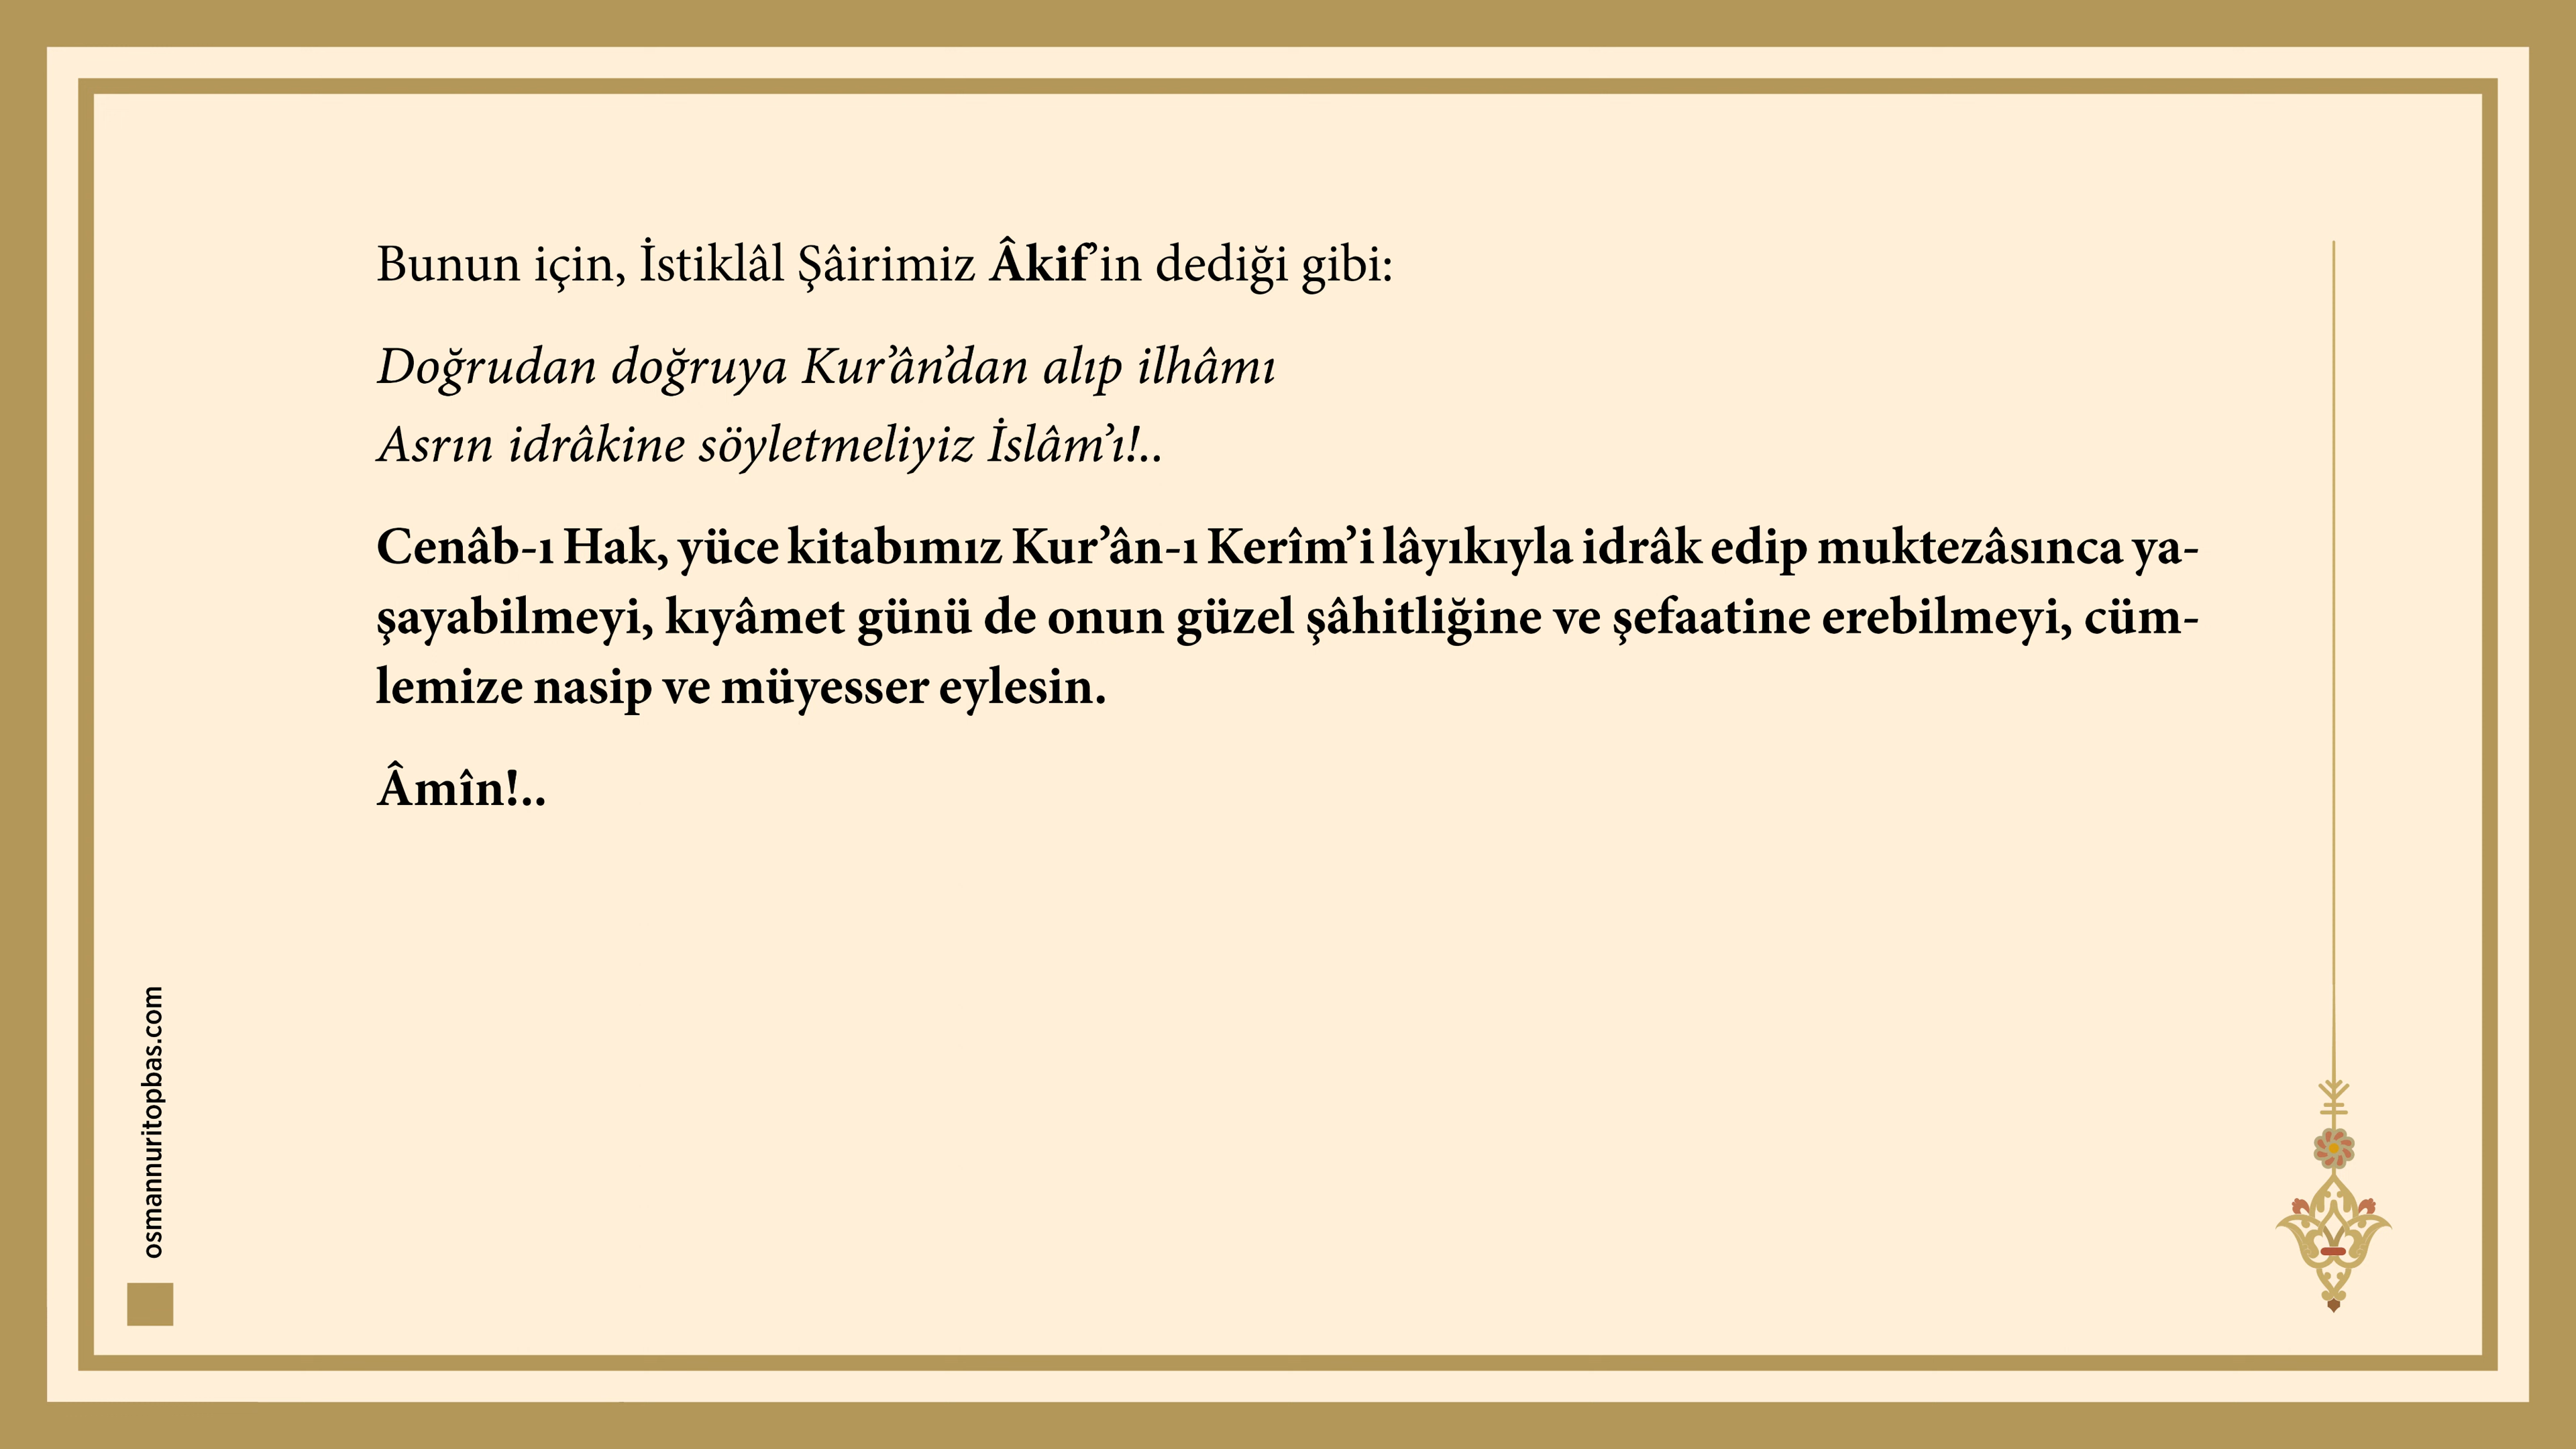 Bunun için, İstiklâl Şâirimiz Âkif’in dediği gibi:
Doğrudan doğruya Kur’ân’dan alıp ilhâmı
Asrın idrâkine söyletmeliyiz İslâm’ı!..
Cenâb-ı Hak, yüce kitabımız Kur’ân-ı Kerîm’i lâyıkıyla idrâk edip muktezâsınca ya-
şayabilmeyi, kıyâmet günü de onun güzel şâhitliğine ve şefaatine erebilmeyi, cüm-
lemize nasip ve müyesser eylesin.
Âmîn!..
osmannuritopbas.com